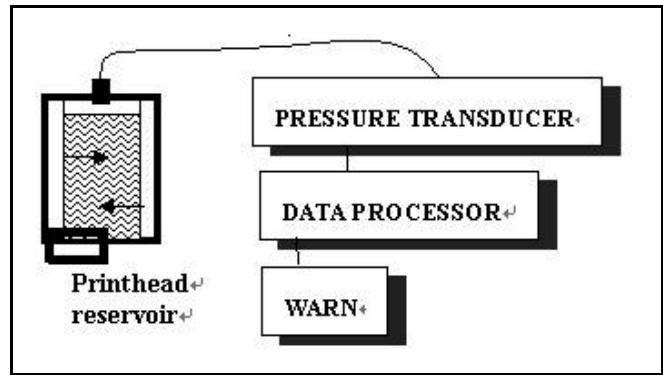 PRESSURE TRANSDUCER
DATA PROCESSOR
WARN
Printhead
reservoir